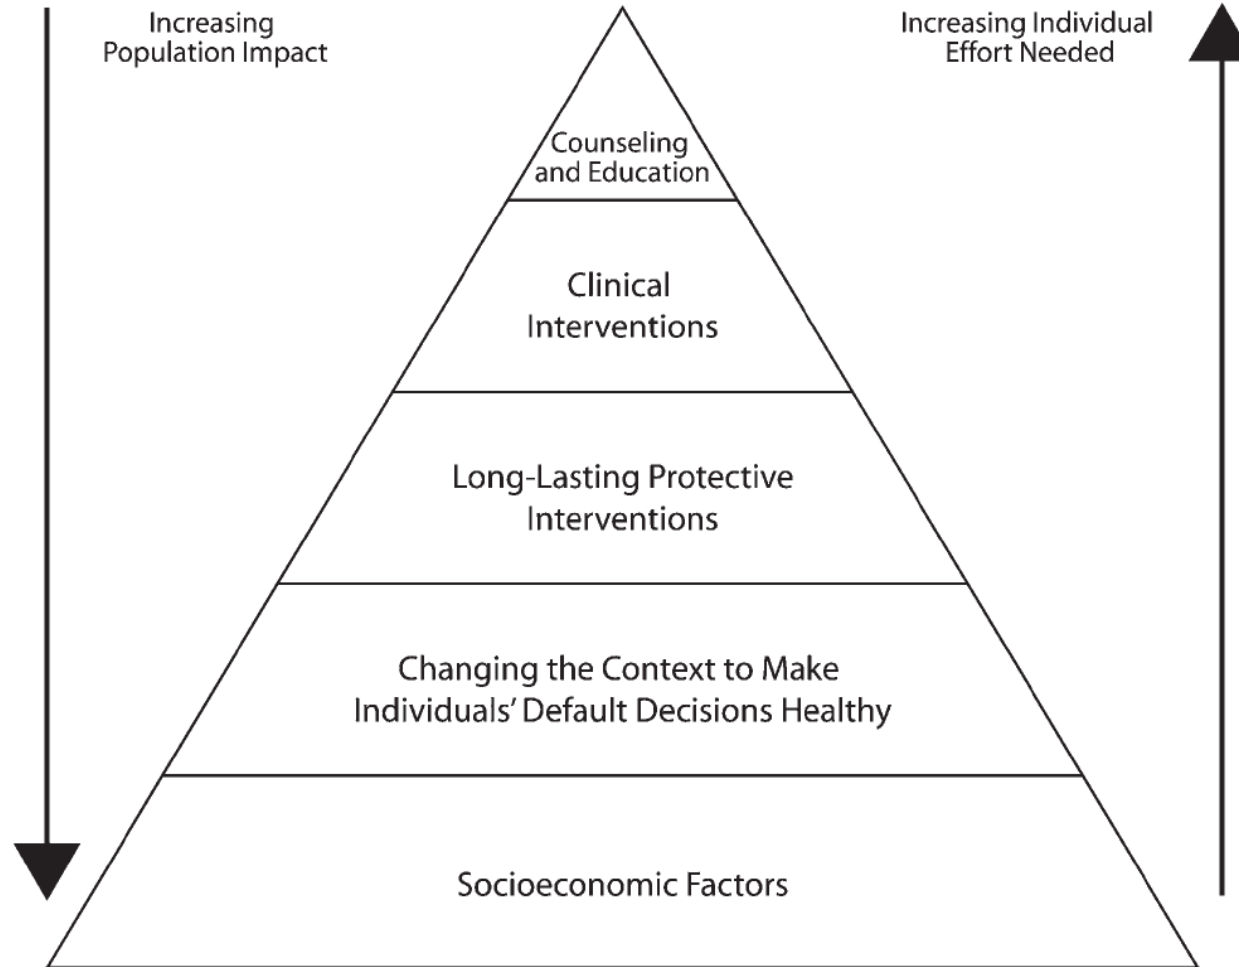 Increasing
Population Impact
Increasing Individual
Effort Needed
Counseling
and Education
Clinical
Interventions
Long-Lasting Protective
Interventions
Changing the Context to Make
Individuals’ Default Decisions Healthy
Socioeconomic Factors